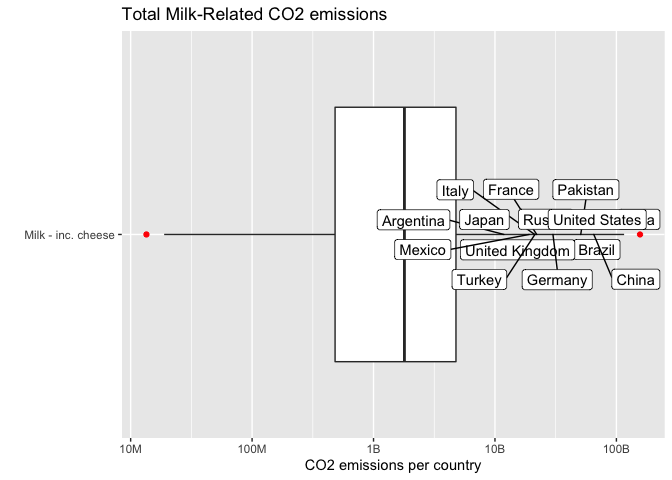 Total Milk-Related CO2 emissions
Italy
France
Pakistan
Argentina
Japan
United States
Mexico
United Kingdom
Brazil
Turkey
Germany
China
Milk - inc. cheese
10M
100M
1B
10B
100B
CO2 emissions per country